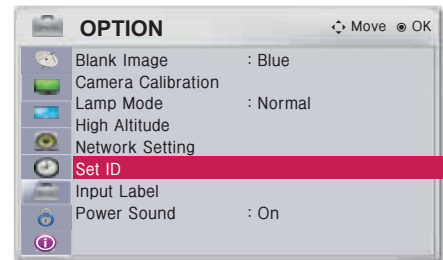 OPTION Move OK
Blank Image : Blue
Camera Calibration
Lamp Mode : Normal
High Altitude
Network Setting
Set ID
Input Label
Power Sound : On